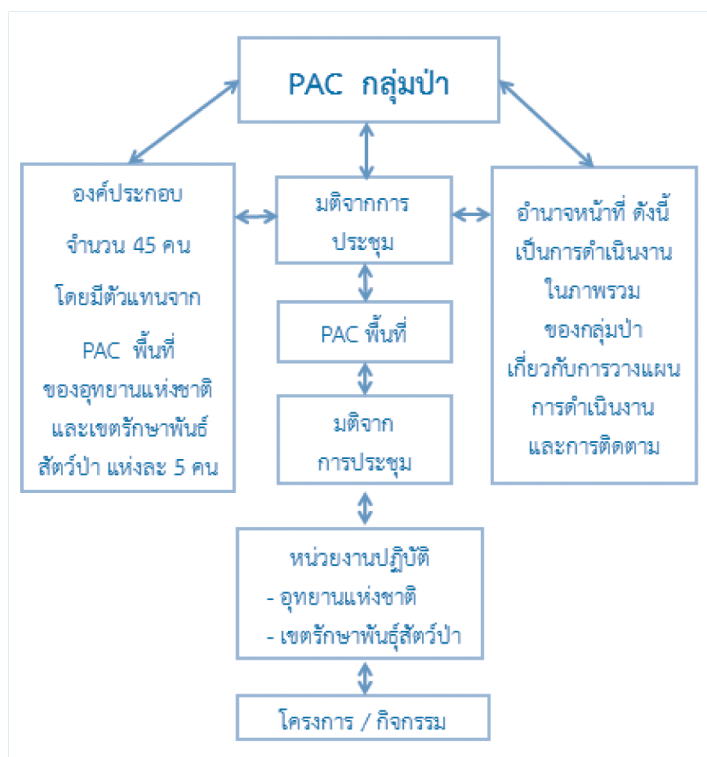 PAC กลุ่มป่า
องค์ประกอบ
จำนวน 45 คน
โดยมีตัวแทนจาก
PAC พื้นที่
ของอุทยานแห่งชาติ
และเขตรักษาพันธ์
สัตว์ป่า แห่งละ 5 คน
มติจากการ
ประชุม
อำนาจหน้าที่ ดังนี้
เป็นการดำเนินงาน
ในภาพรวม
ของกลุ่มป่า
เกี่ยวกับการวางแผน
การดำเนินงาน
และการติดตาม
PAC พื้นที่
มติจาก
การประชุม
หน่วยงานปฏิบัติ
- อุทยานแห่งชาติ
- เขตรักษาพันธุ์สัตว์ป่า
โครงการ / กิจกรรม